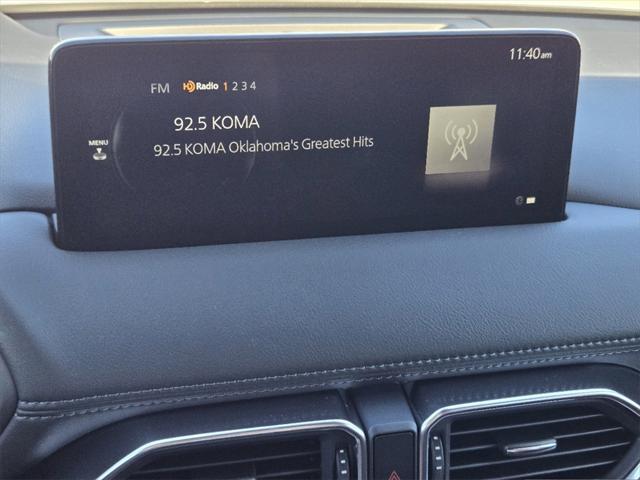 11:40am
FM HD Radio 1 2 3 4
92.5 KOMA
MENU
92.5 KOMA Oklahoma's Greatest Hits